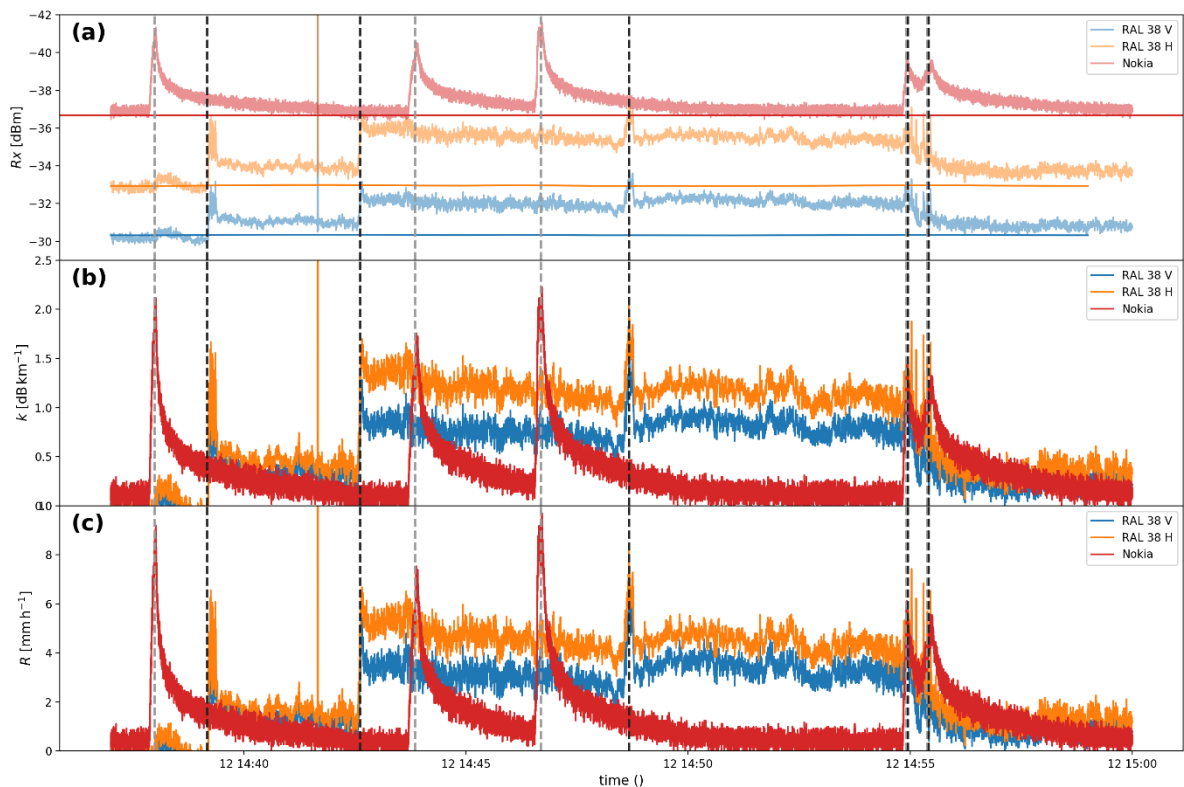 (a)
Rx [dBm]
−42
−40
−38
−36
−34
−32
−30
RAL 38 V
RAL 38 H
Nokia
(b)
k [dB km⁻¹]
2.5
2.0
1.5
1.0
0.5
0.0
RAL 38 V
RAL 38 H
Nokia
(c)
R [mm h⁻¹]
10
8
6
4
2
0
RAL 38 V
RAL 38 H
Nokia
12 14:40
12 14:45
12 14:50
12 14:55
12 15:00
time ()